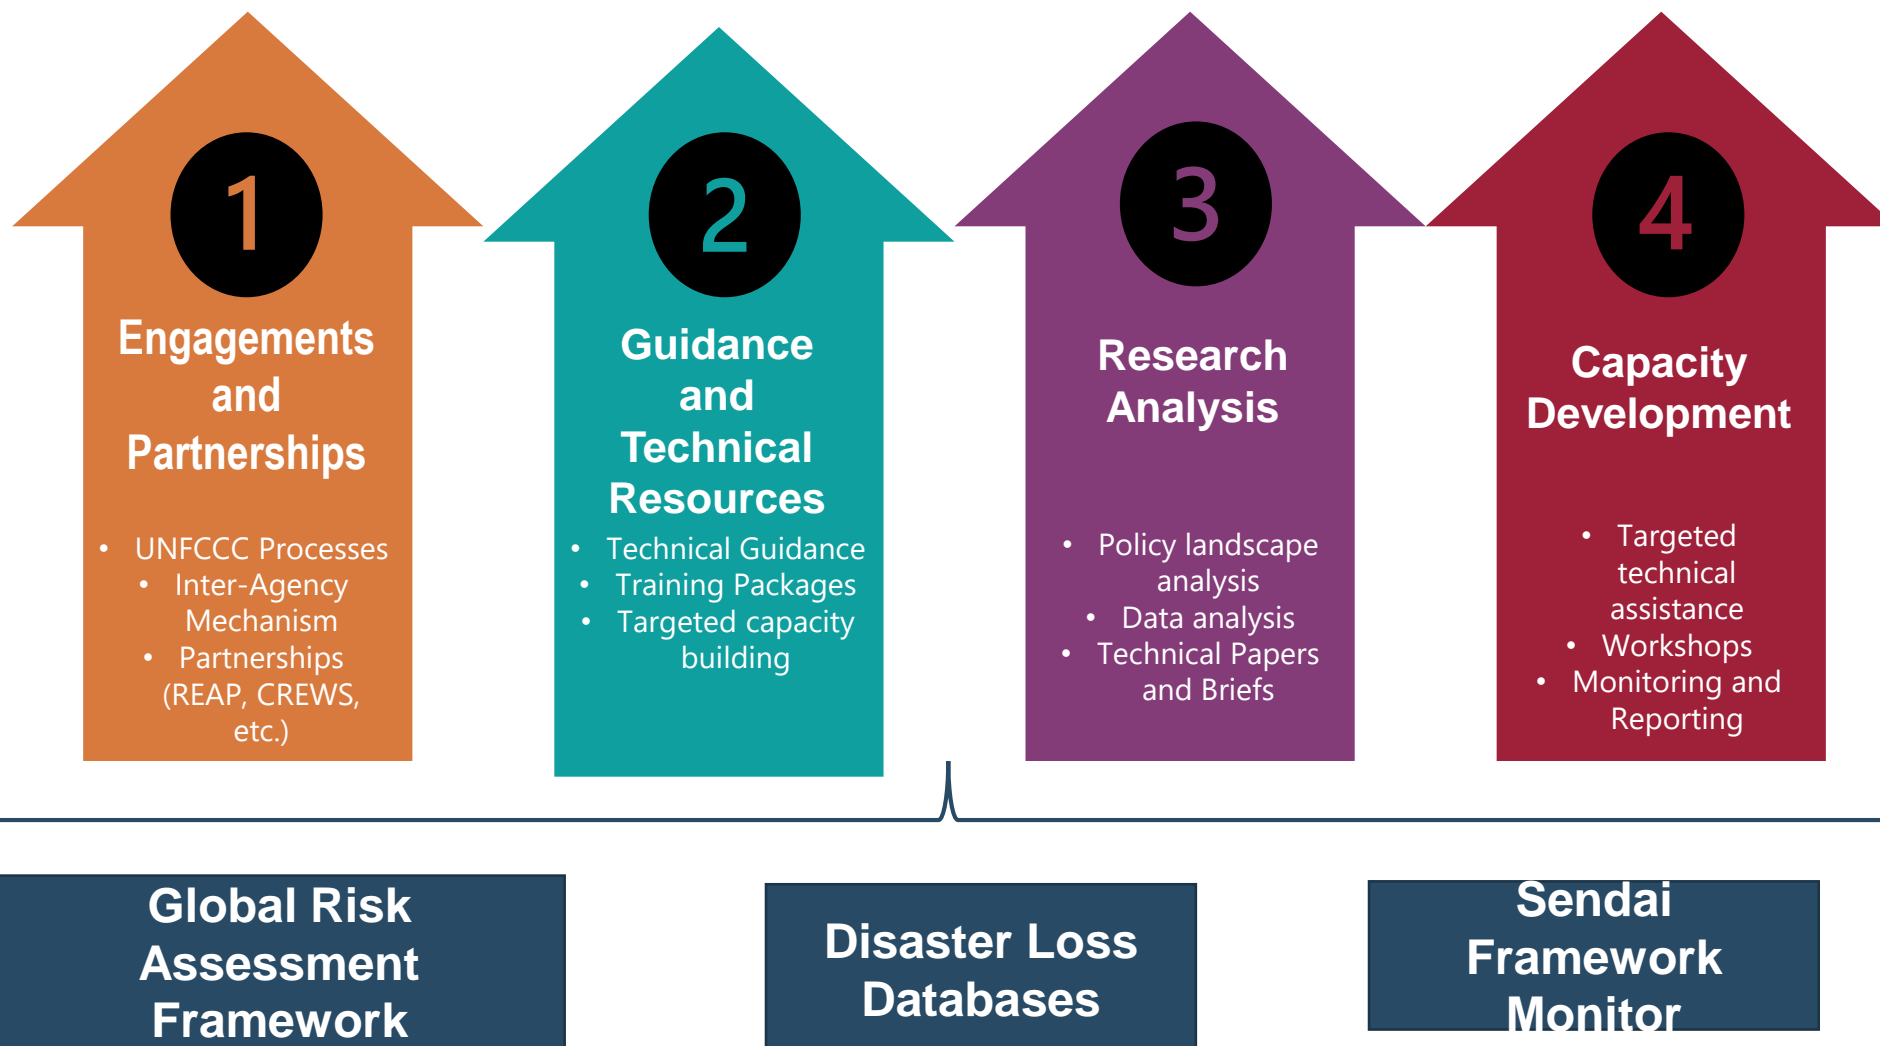 1
Engagements
and
Partnerships
• UNFCCC Processes
• Inter-Agency
Mechanism
• Partnerships
(REAP, CREWS,
etc.)
2
Guidance
and
Technical
Resources
• Technical Guidance
• Training Packages
• Targeted capacity
building
3
Research
Analysis
• Policy landscape
analysis
• Data analysis
• Technical Papers
and Briefs
4
Capacity
Development
• Targeted
technical
assistance
• Workshops
• Monitoring and
Reporting
Global Risk
Assessment
Framework
Disaster Loss
Databases
Sendai
Framework
Monitor